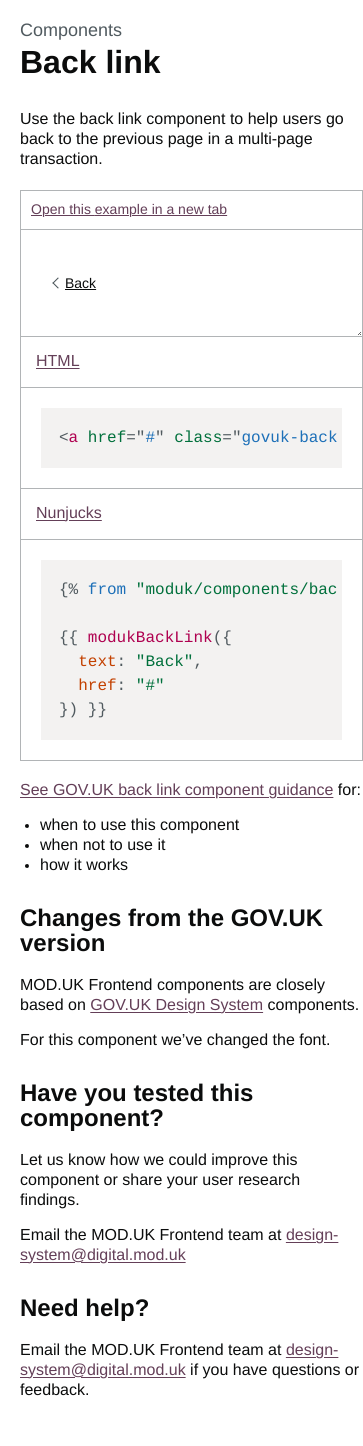 Components
Back link
Use the back link component to help users go
back to the previous page in a multi-page
transaction.
Open this example in a new tab
Back
HTML
<a href="#" class="govuk-back
Nunjucks
{% from "moduk/components/bac
{{ modukBackLink({
  text: "Back",
  href: "#"
}) }}
See GOV.UK back link component guidance for:
• when to use this component
• when not to use it
• how it works
Changes from the GOV.UK
version
MOD.UK Frontend components are closely
based on GOV.UK Design System components.
For this component we’ve changed the font.
Have you tested this
component?
Let us know how we could improve this
component or share your user research
findings.
Email the MOD.UK Frontend team at design-
system@digital.mod.uk
Need help?
Email the MOD.UK Frontend team at design-
system@digital.mod.uk if you have questions or
feedback.